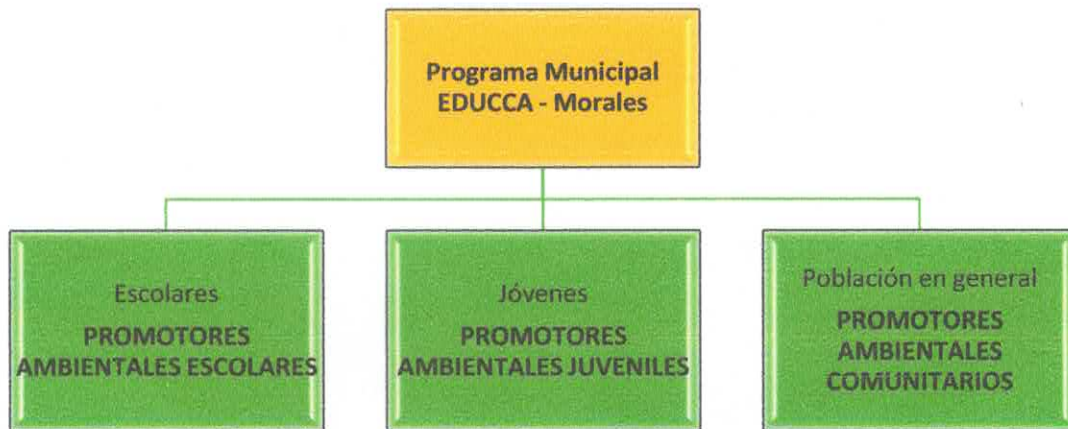 Programa Municipal
EDUCCA - Morales
Escolares
PROMOTORES
AMBIENTALES ESCOLARES
Jóvenes
PROMOTORES
AMBIENTALES JUVENILES
Población en general
PROMOTORES
AMBIENTALES
COMUNITARIOS